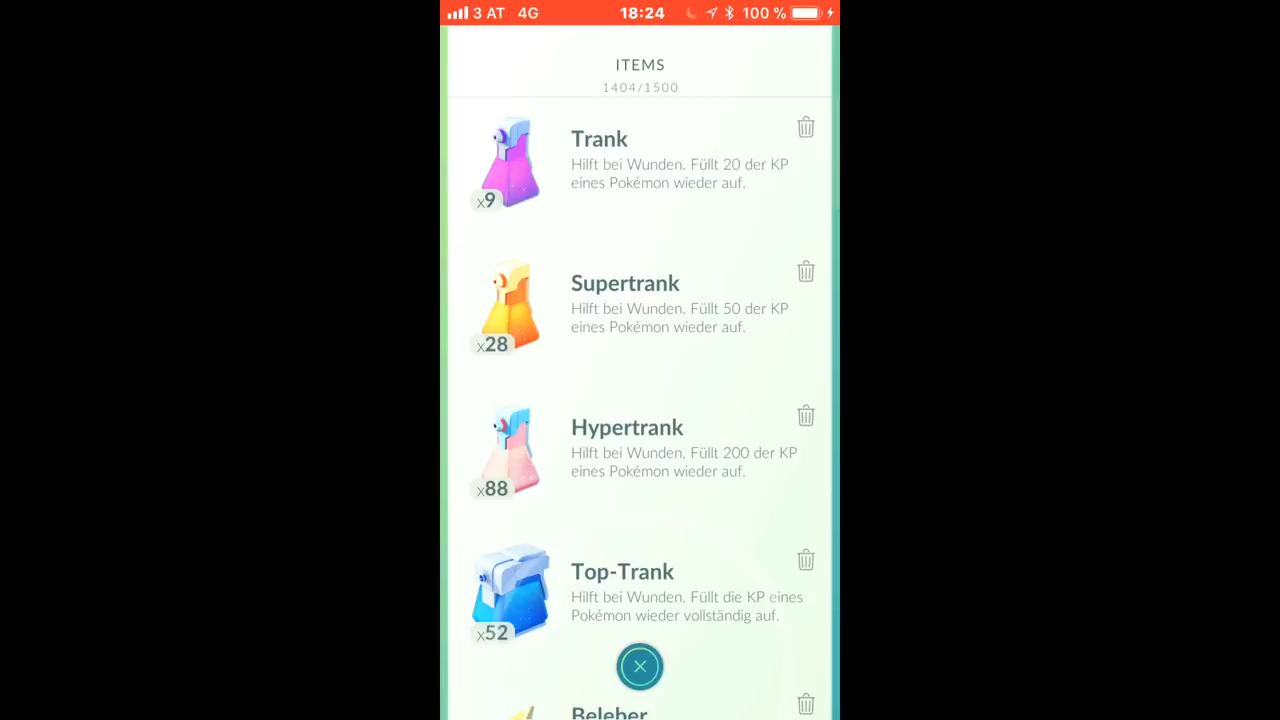 3 AT 4G 18:24 100 %
ITEMS
1404/1500
Trank
Hilft bei Wunden. Füllt 20 der KP
eines Pokémon wieder auf.
x9
Supertrank
Hilft bei Wunden. Füllt 50 der KP
eines Pokémon wieder auf.
x28
Hypertrank
Hilft bei Wunden. Füllt 200 der KP
eines Pokémon wieder auf.
x88
Top-Trank
Hilft bei Wunden. Füllt die KP eines
Pokémon wieder vollständig auf.
x52
Beleber